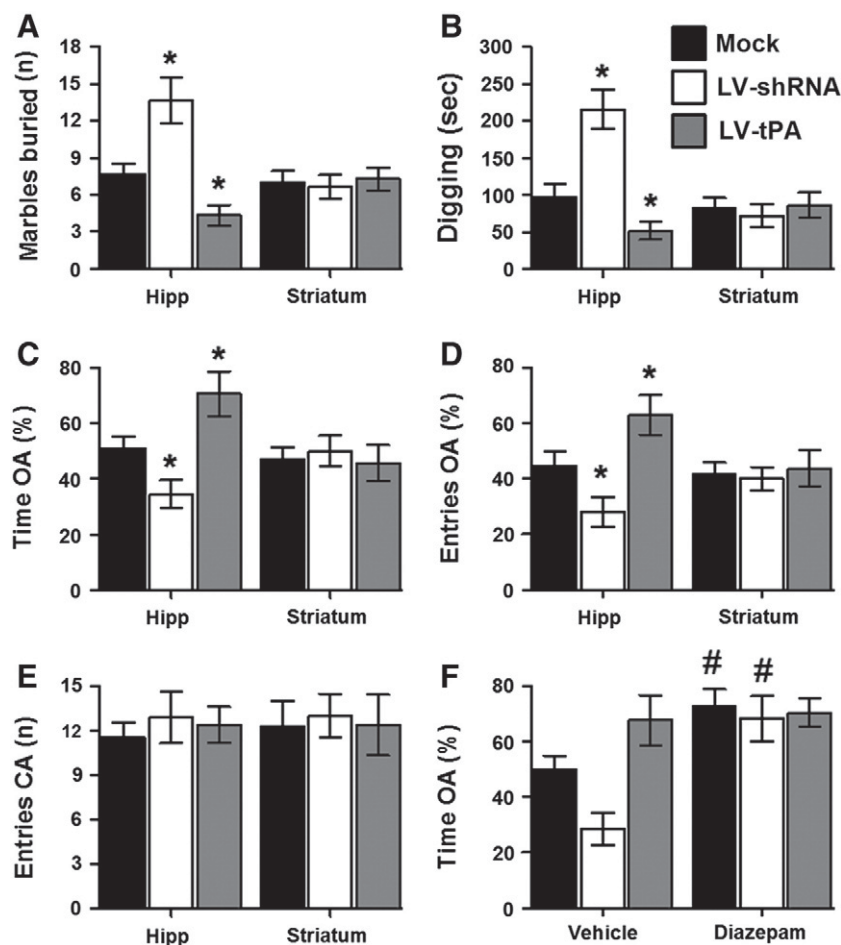 A
Marbles buried (n)
18
15
12
9
6
3
0
*
*
Hipp Striatum
B
Digging (sec)
300
250
200
150
100
50
0
*
*
Hipp Striatum
Mock
LV-shRNA
LV-tPA
C
Time OA (%)
80
60
40
20
0
*
*
Hipp Striatum
D
Entries OA (%)
80
60
40
20
0
*
*
Hipp Striatum
E
Entries CA (n)
15
12
9
6
3
0
Hipp Striatum
F
Time OA (%)
80
60
40
20
0
# #
Vehicle Diazepam